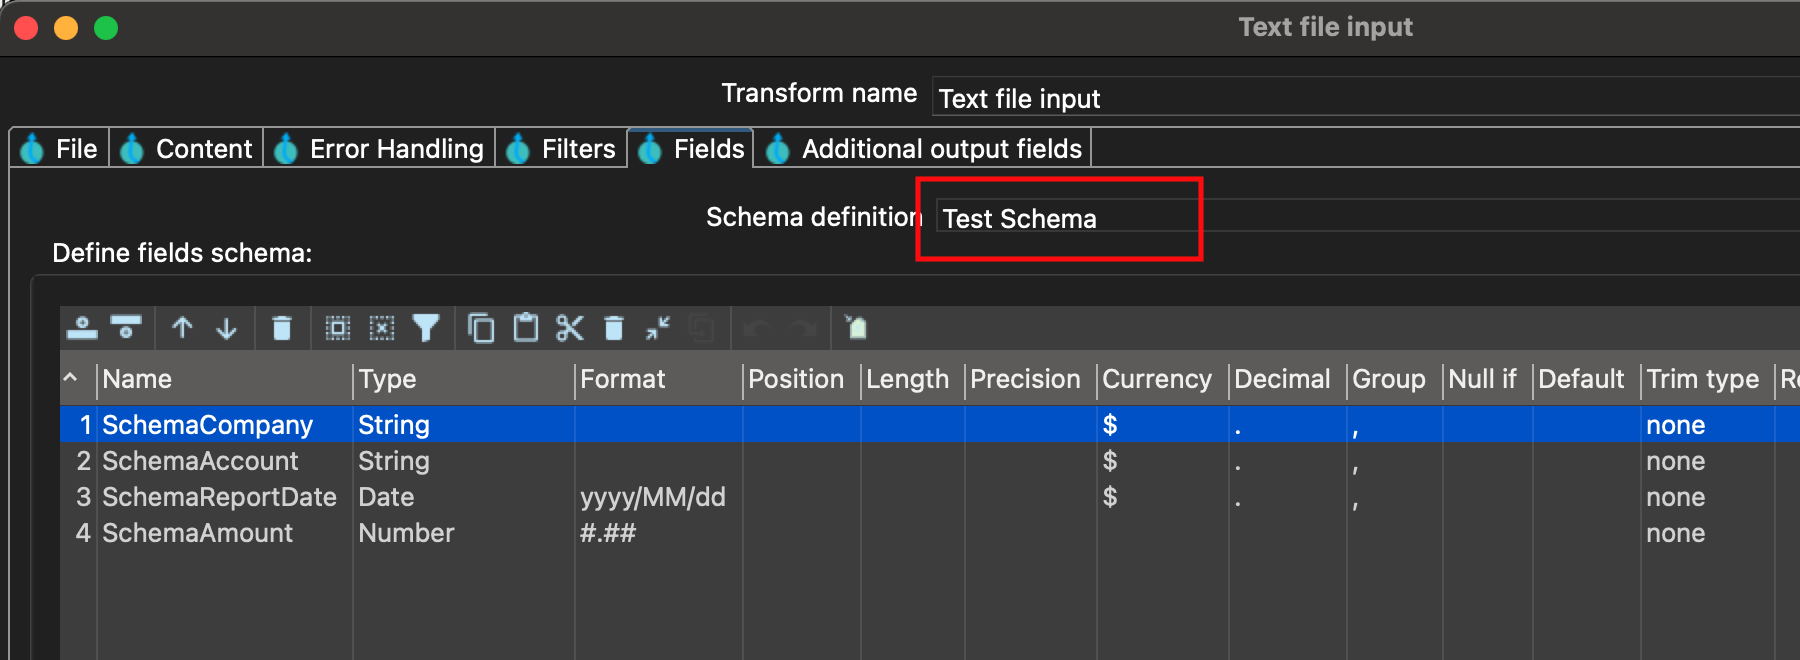 Text file input
Transform name Text file input
File Content Error Handling Filters Fields Additional output fields
Schema definition Test Schema
Define fields schema:
^ Name Type Format Position Length Precision Currency Decimal Group Null if Default Trim type
1 SchemaCompany String $ . , none
2 SchemaAccount String $ . , none
3 SchemaReportDate Date yyyy/MM/dd $ . , none
4 SchemaAmount Number #.## none